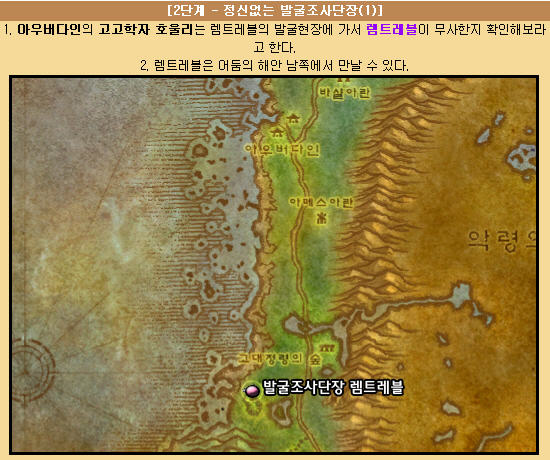 [2단계 - 정신없는 발굴조사단장(1)]
1. 아우버다인의 고고학자 호울리는 렘트레블의 발굴현장에 가서 렘트레블이 무사한지 확인해보라
고 한다.
2. 렘트레블은 어둠의 해안 남쪽에서 만날 수 있다.
바샬아란
아우버다인
아메스아란
악령의
고대정령의 숲
발굴조사단장 렘트레블